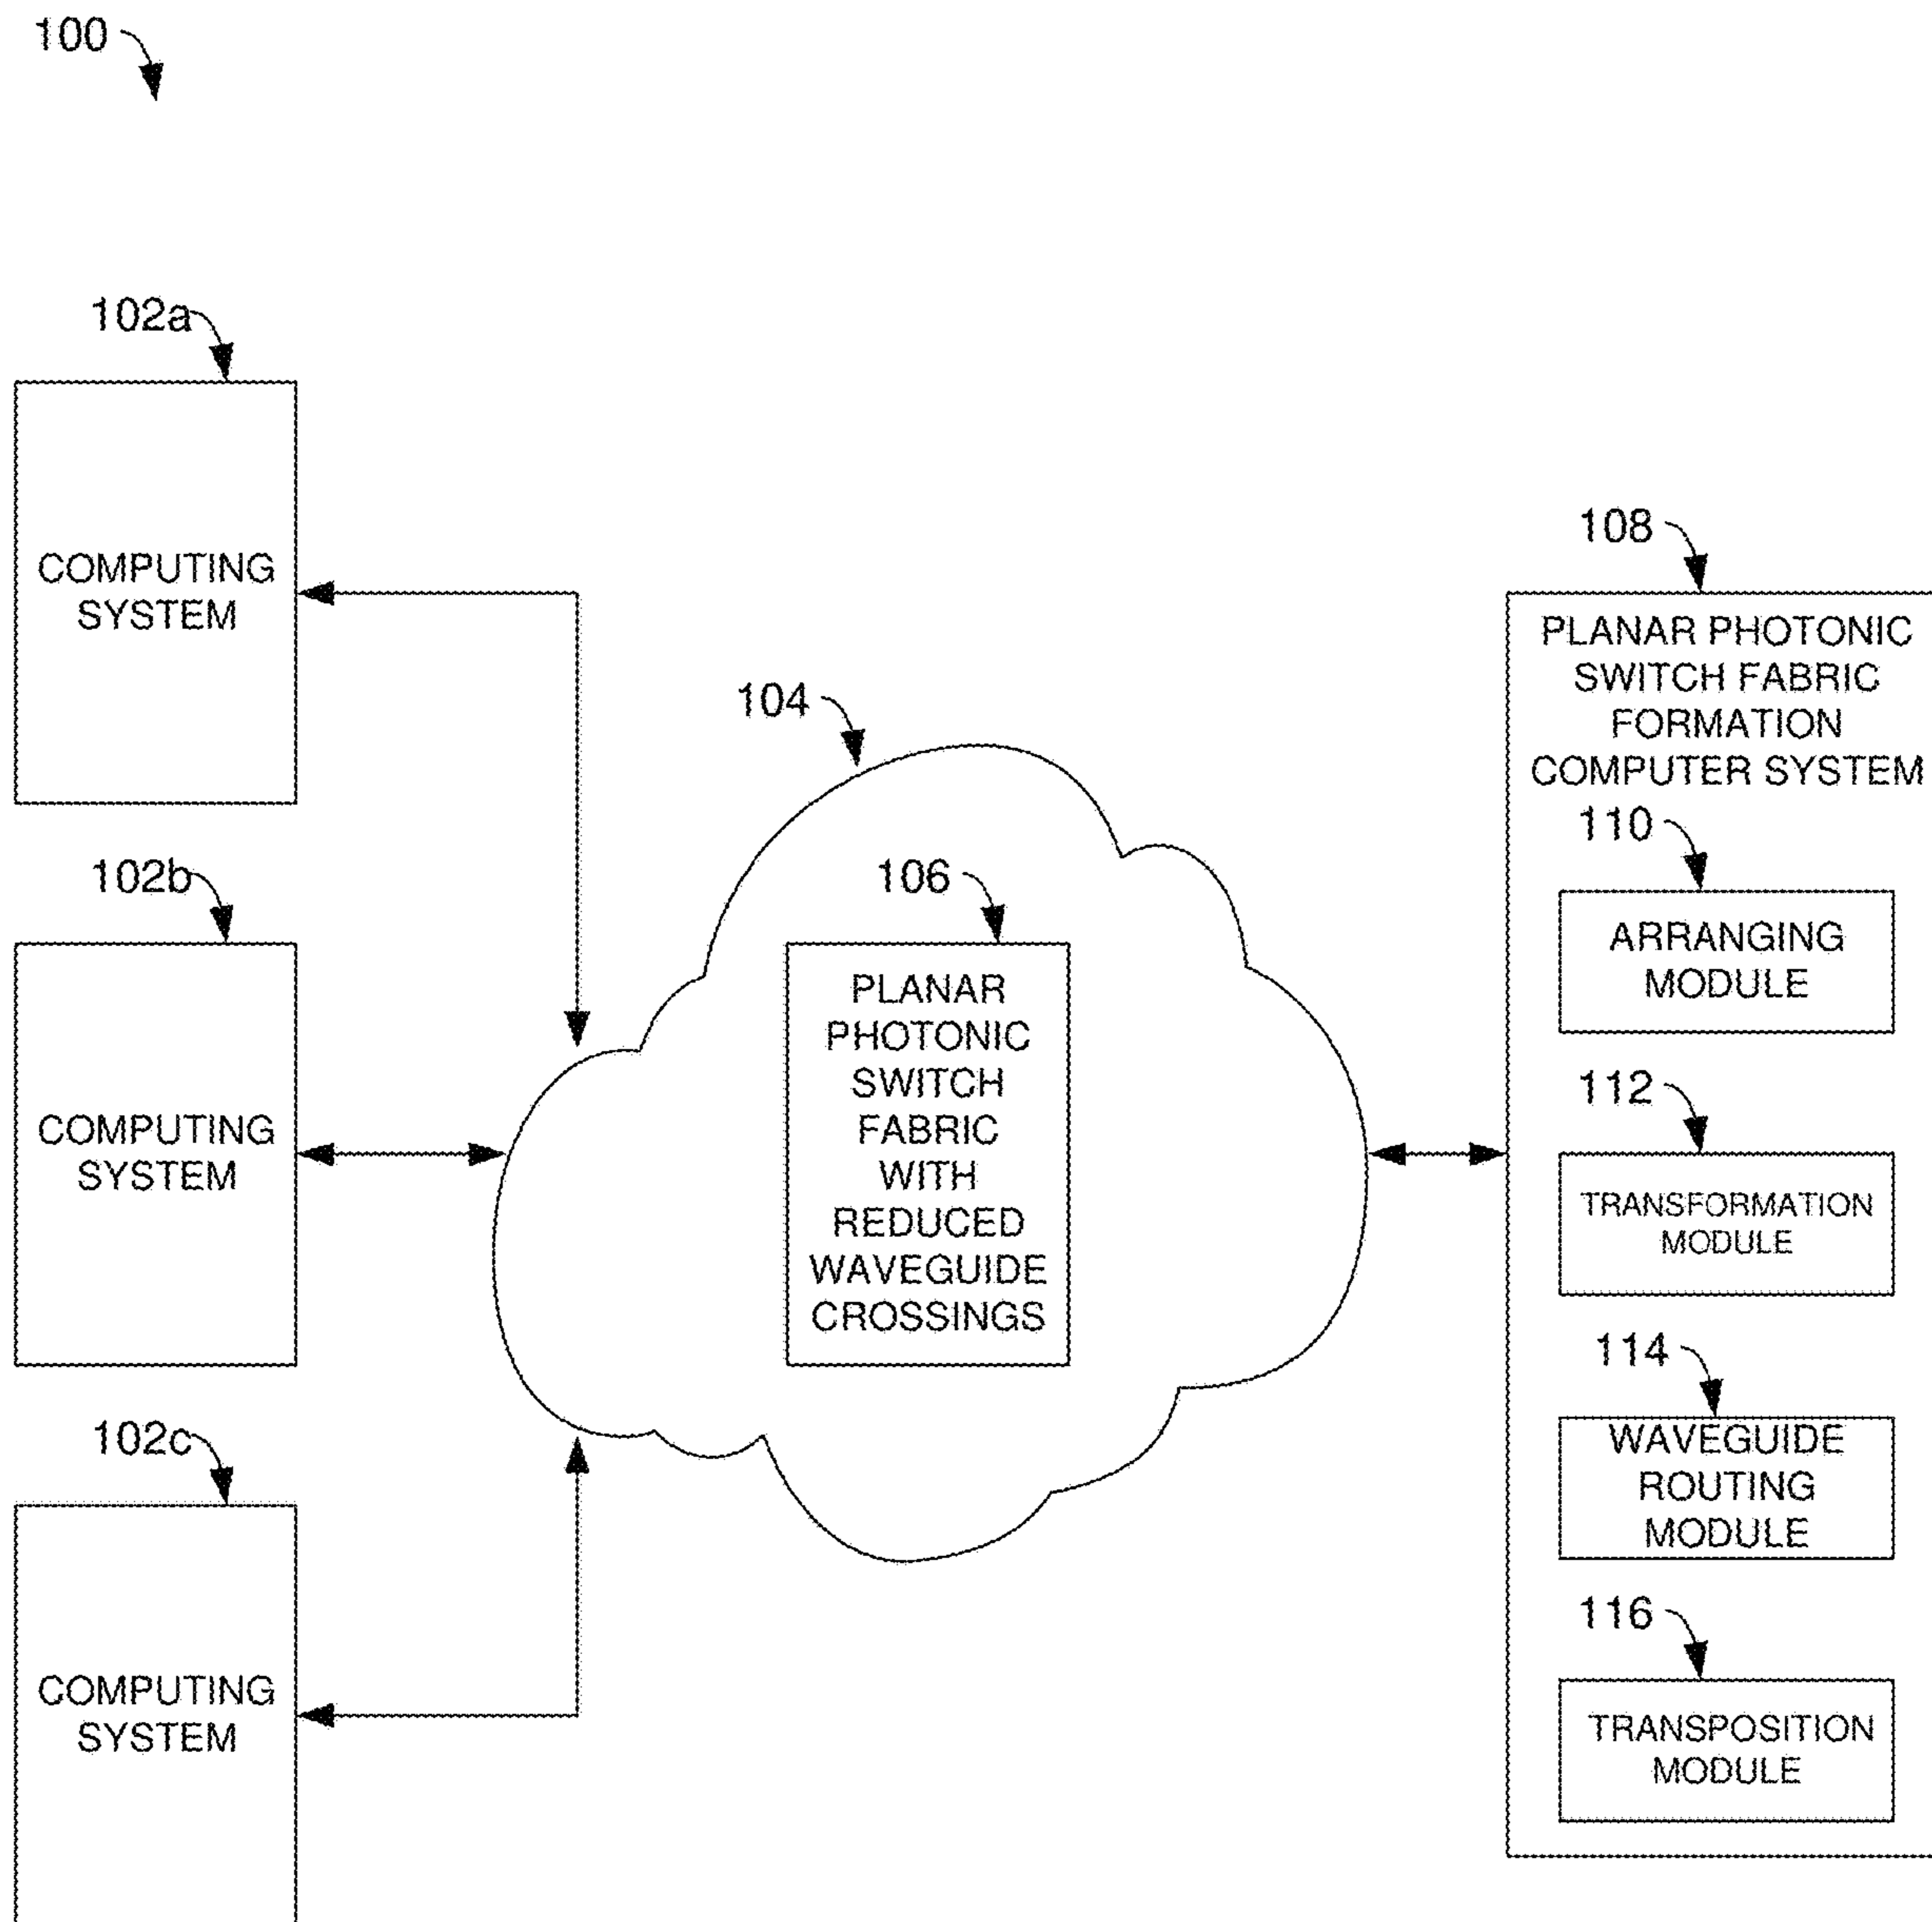 100
102a
COMPUTING
SYSTEM
102b
COMPUTING
SYSTEM
102c
COMPUTING
SYSTEM
104
106
PLANAR
PHOTONIC
SWITCH
FABRIC
WITH
REDUCED
WAVEGUIDE
CROSSINGS
108
PLANAR PHOTONIC
SWITCH FABRIC
FORMATION
COMPUTER SYSTEM
110
ARRANGING
MODULE
112
TRANSFORMATION
MODULE
114
WAVEGUIDE
ROUTING
MODULE
116
TRANSPOSITION
MODULE